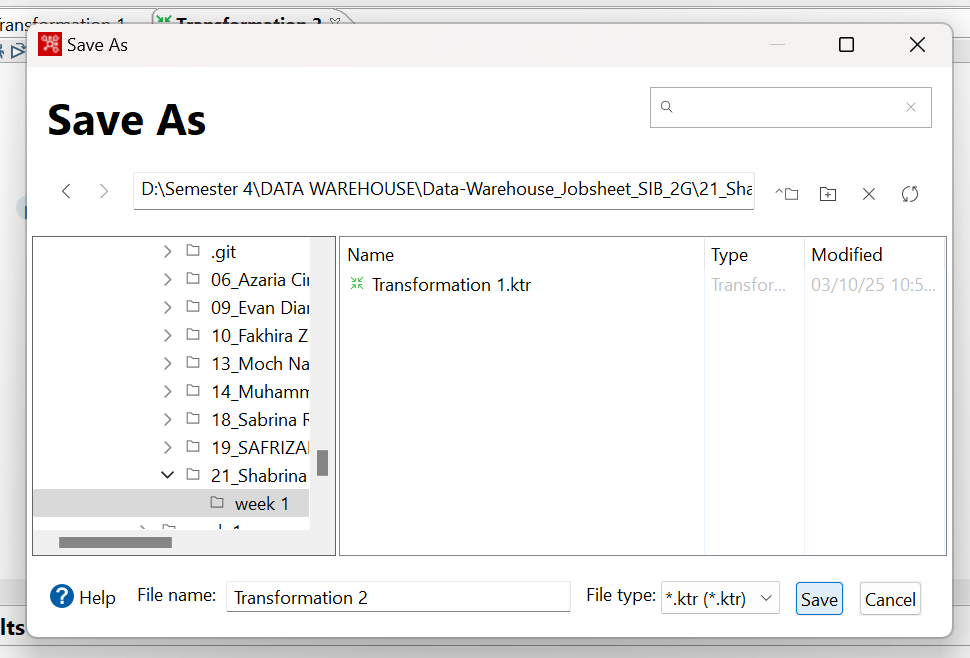 Transformation 2
Save As
Save As
D:\Semester 4\DATA WAREHOUSE\Data-Warehouse_Jobsheet_SIB_2G\21_Sha
.git
06_Azaria Ci
09_Evan Dia
10_Fakhira Z
13_Moch Na
14_Muhamm
18_Sabrina R
19_SAFRIZA
21_Shabrina
week 1
Name Type Modified
Transformation 1.ktr Transfor... 03/10/25 10:5...
Help File name: Transformation 2 File type: *.ktr (*.ktr) Save Cancel
lts